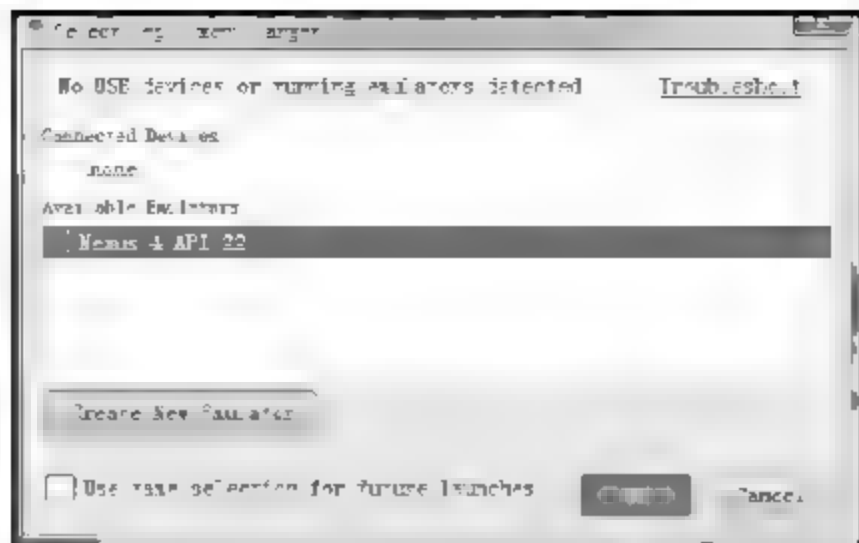 No USB devices or running emulators detected Troubleshoot
Connected Devices
none
Available Emulators
Nexus 4 API 22
Create New Emulator
Use same selection for future launches Cancel